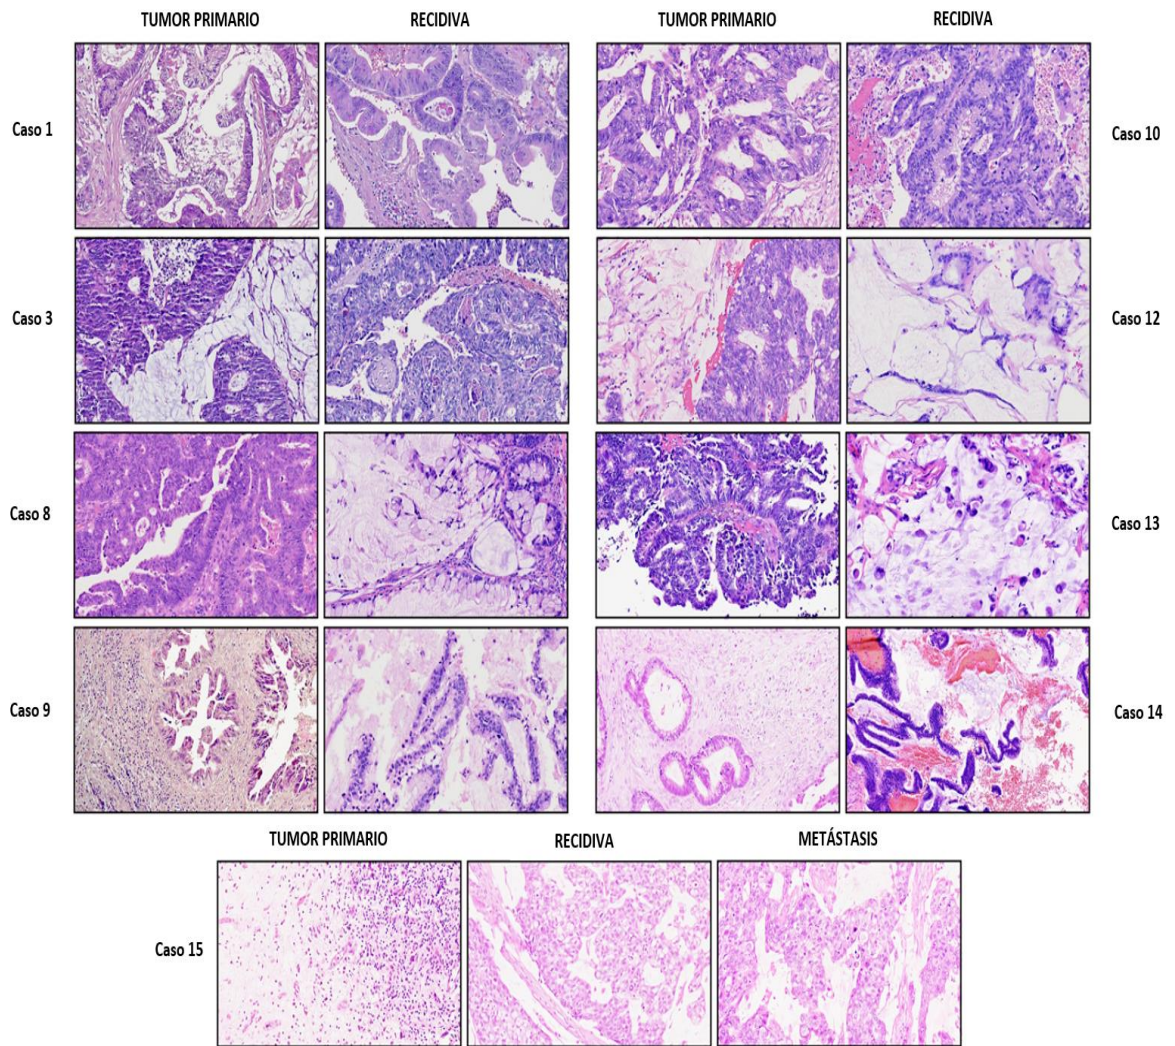 TUMOR PRIMARIO RECIDIVA TUMOR PRIMARIO RECIDIVA
Caso 1 Caso 10
Caso 3 Caso 12
Caso 8 Caso 13
Caso 9 Caso 14
TUMOR PRIMARIO RECIDIVA METÁSTASIS
Caso 15